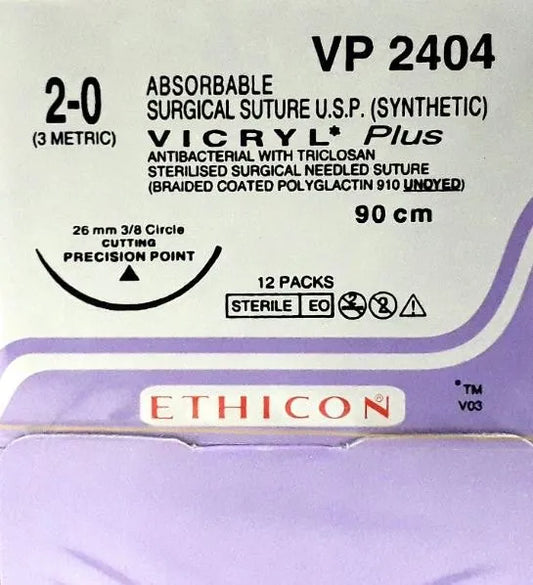 VP 2404
2-0
(3 METRIC)
ABSORBABLE
SURGICAL SUTURE U.S.P. (SYNTHETIC)
VICRYL* Plus
ANTIBACTERIAL WITH TRICLOSAN
STERILISED SURGICAL NEEDLED SUTURE
(BRAIDED COATED POLYGLACTIN 910 UNDYED)
90 cm
26 mm 3/8 Circle
CUTTING
PRECISION POINT
12 PACKS
STERILE EO
2
ETHICON®
*TM
V03